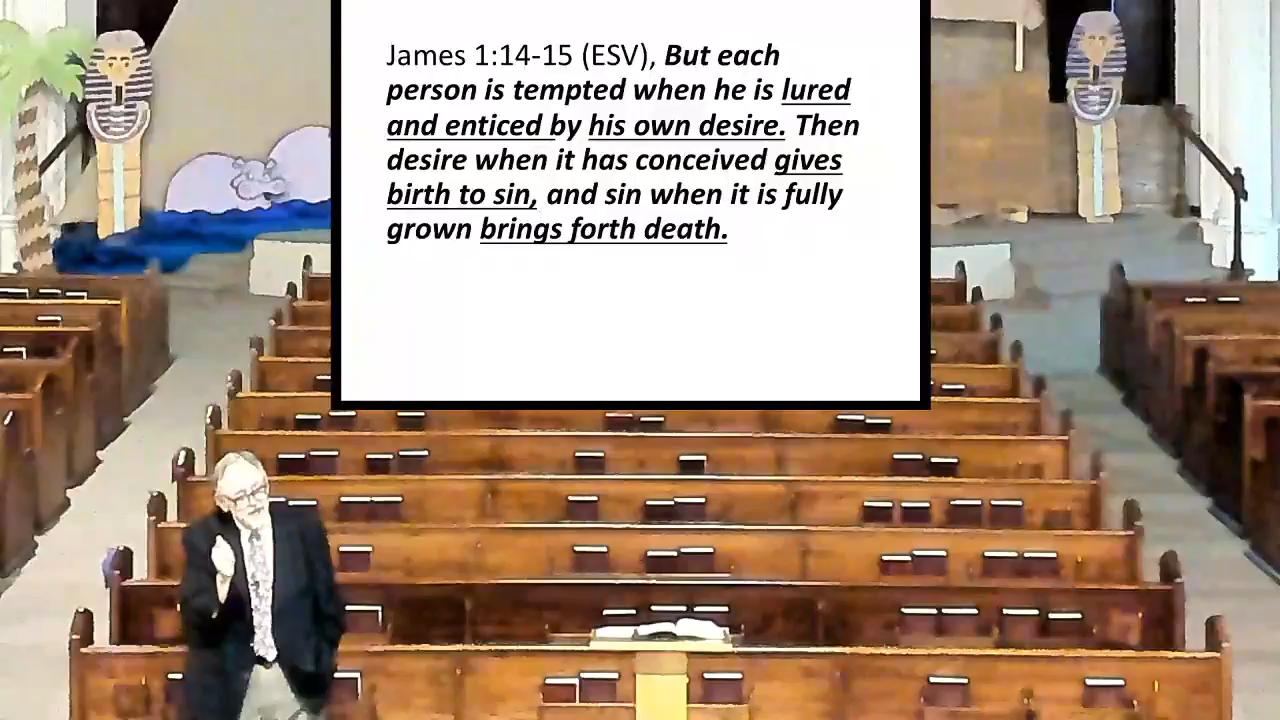 James 1:14-15 (ESV), But each
person is tempted when he is lured
and enticed by his own desire. Then
desire when it has conceived gives
birth to sin, and sin when it is fully
grown brings forth death.